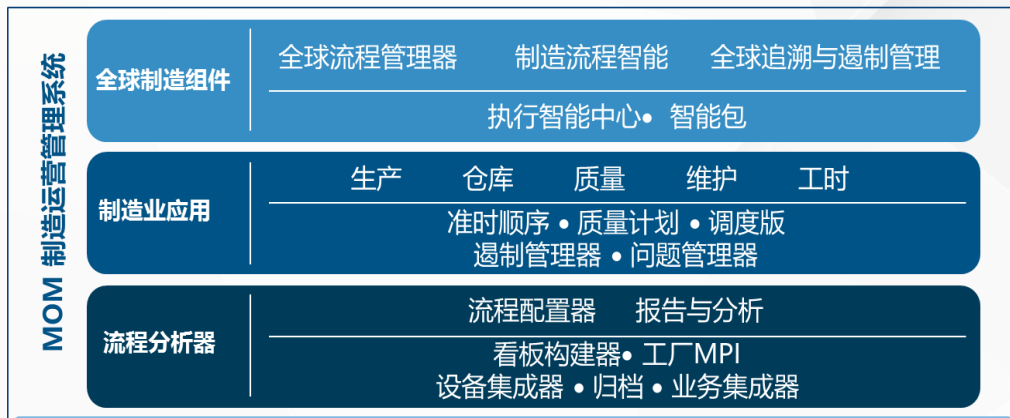 MOM 制造运营管理系统
全球制造组件
全球流程管理器 制造流程智能 全球追溯与遏制管理
执行智能中心• 智能包
制造业应用
生产 仓库 质量 维护 工时
准时顺序 • 质量计划 • 调度版
遏制管理器 • 问题管理器
流程分析器
流程配置器 报告与分析
看板构建器• 工厂MPI
设备集成器 • 归档 • 业务集成器